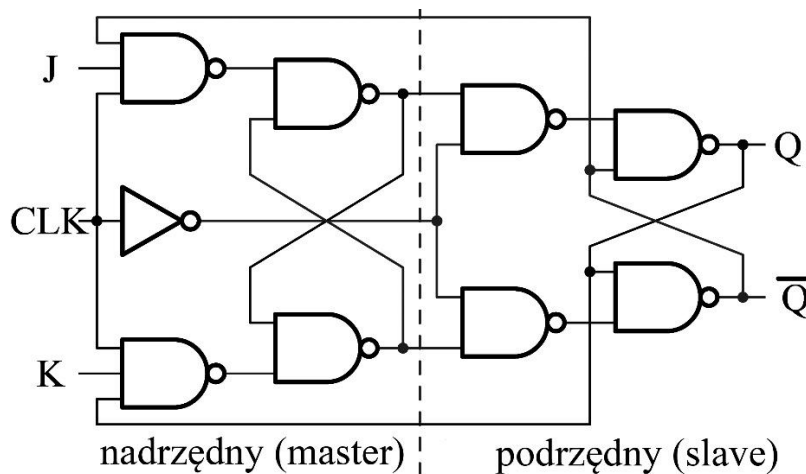 J
Q
CLK
Q̅
K
nadrzędny (master)
podrzędny (slave)